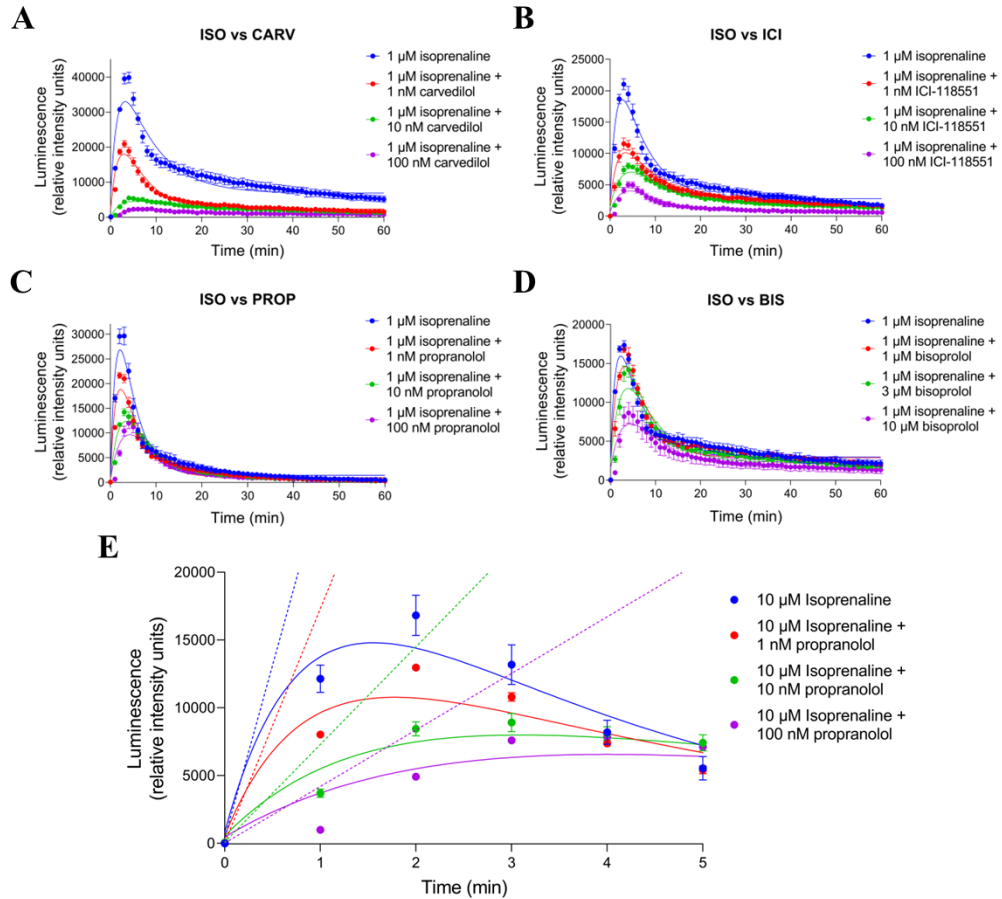 A
ISO vs CARV
Luminescence
(relative intensity units)
40000
30000
20000
10000
0
0 10 20 30 40 50 60
Time (min)
1 µM isoprenaline
1 µM isoprenaline +
1 nM carvedilol
1 µM isoprenaline +
10 nM carvedilol
1 µM isoprenaline +
100 nM carvedilol
B
ISO vs ICI
Luminescence
(relative intensity units)
25000
20000
15000
10000
5000
0
0 10 20 30 40 50 60
Time (min)
1 µM isoprenaline
1 µM isoprenaline +
1 nM ICI-118551
1 µM isoprenaline +
10 nM ICI-118551
1 µM isoprenaline +
100 nM ICI-118551
C
ISO vs PROP
Luminescence
(relative intensity units)
30000
25000
20000
15000
10000
5000
0
0 10 20 30 40 50 60
Time (min)
1 µM isoprenaline
1 µM isoprenaline +
1 nM propranolol
1 µM isoprenaline +
10 nM propranolol
1 µM isoprenaline +
100 nM propranolol
D
ISO vs BIS
Luminescence
(relative intensity units)
20000
15000
10000
5000
0
0 10 20 30 40 50 60
Time (min)
1 µM isoprenaline
1 µM isoprenaline +
1 µM bisoprolol
1 µM isoprenaline +
3 µM bisoprolol
1 µM isoprenaline +
10 µM bisoprolol
E
Luminescence
(relative intensity units)
20000
15000
10000
5000
0
0 1 2 3 4 5
Time (min)
10 µM Isoprenaline
10 µM Isoprenaline +
1 nM propranolol
10 µM Isoprenaline +
10 nM propranolol
10 µM Isoprenaline +
100 nM propranolol